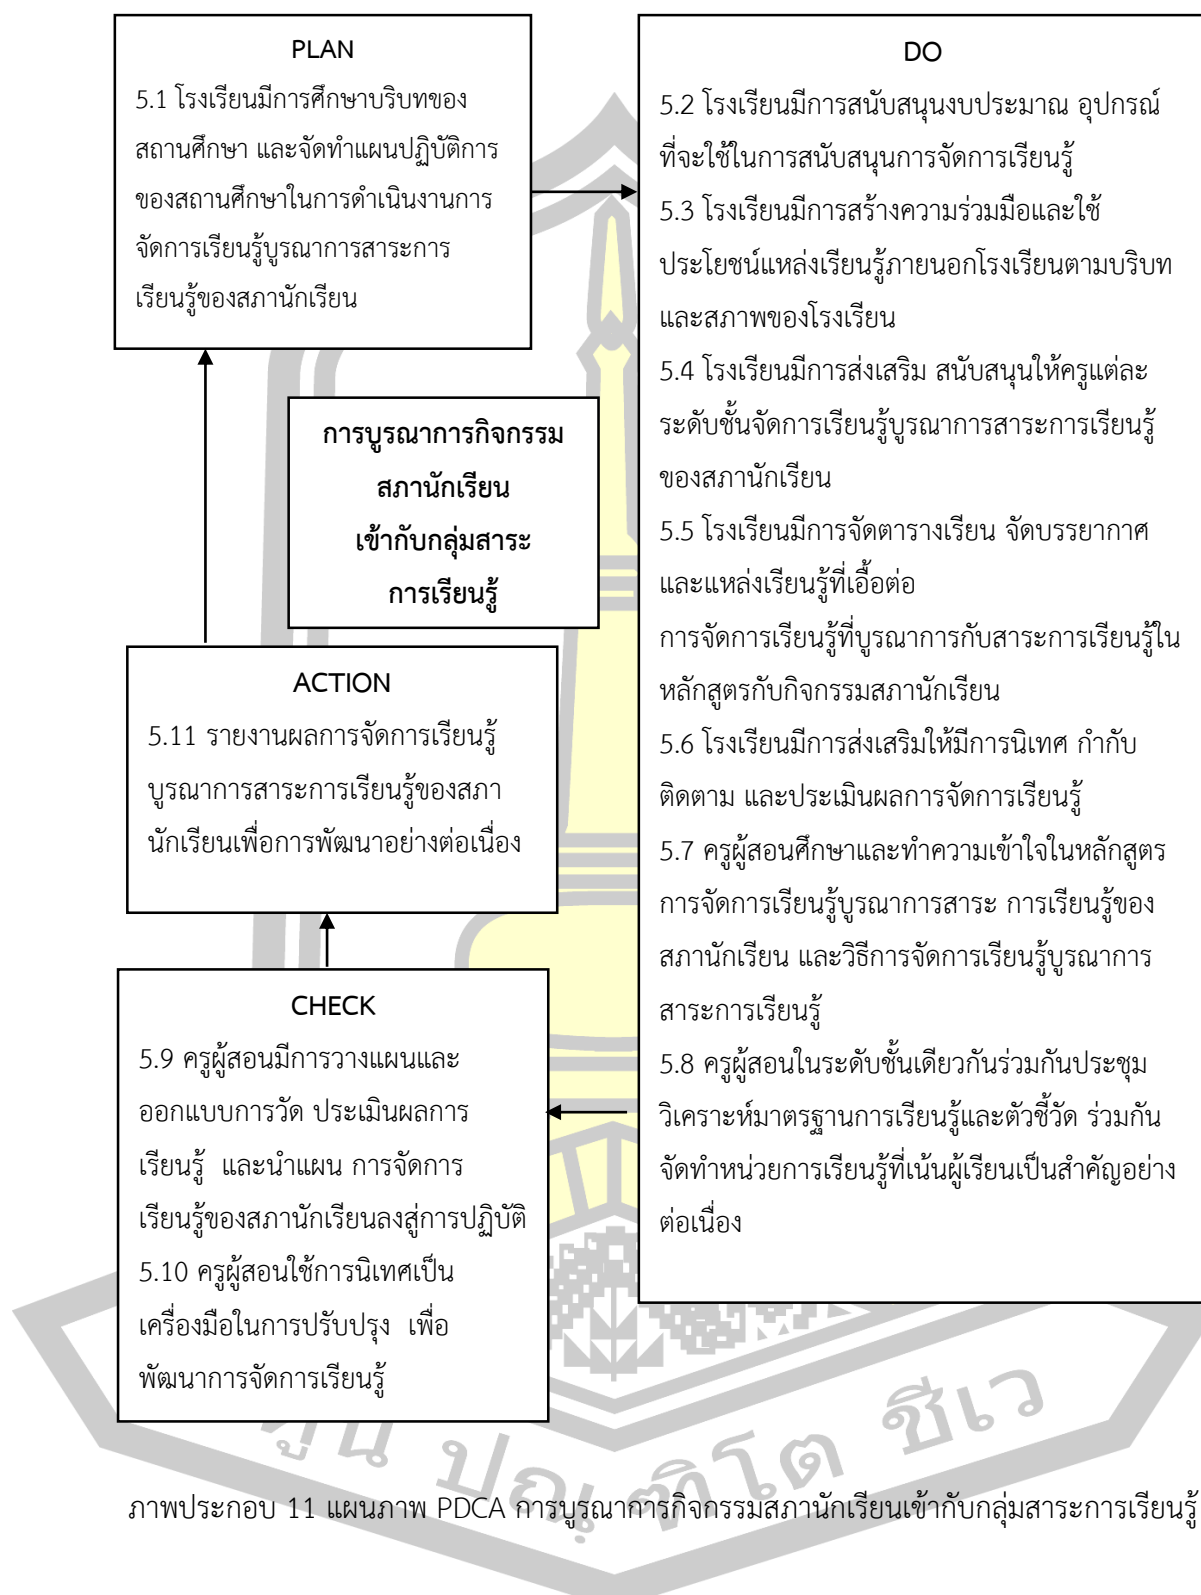 PLAN
5.1 โรงเรียนมีการศึกษาบริบทของ
สถานศึกษา และจัดทำแผนปฏิบัติการ
ของสถานศึกษาในการดำเนินงานการ
จัดการเรียนรู้บูรณาการสาระการ
เรียนรู้ของสภานักเรียน
DO
5.2 โรงเรียนมีการสนับสนุนงบประมาณ อุปกรณ์
ที่จะใช้ในการสนับสนุนการจัดการเรียนรู้
5.3 โรงเรียนมีการสร้างความร่วมมือและใช้
ประโยชน์แหล่งเรียนรู้ภายนอกโรงเรียนตามบริบท
และสภาพของโรงเรียน
5.4 โรงเรียนมีการส่งเสริม สนับสนุนให้ครูแต่ละ
ระดับชั้นจัดการเรียนรู้บูรณาการสาระการเรียนรู้
ของสภานักเรียน
5.5 โรงเรียนมีการจัดตารางเรียน จัดบรรยากาศ
และแหล่งเรียนรู้ที่เอื้อต่อ
การจัดการเรียนรู้ที่บูรณาการกับสาระการเรียนรู้ใน
หลักสูตรกับกิจกรรมสภานักเรียน
5.6 โรงเรียนมีการส่งเสริมให้มีการนิเทศ กำกับ
ติดตาม และประเมินผลการจัดการเรียนรู้
5.7 ครูผู้สอนศึกษาและทำความเข้าใจในหลักสูตร
การจัดการเรียนรู้บูรณาการสาระ การเรียนรู้ของ
สภานักเรียน และวิธีการจัดการเรียนรู้บูรณาการ
สาระการเรียนรู้
5.8 ครูผู้สอนในระดับชั้นเดียวกันร่วมกันประชุม
วิเคราะห์มาตรฐานการเรียนรู้และตัวชี้วัด ร่วมกัน
จัดทำหน่วยการเรียนรู้ที่เน้นผู้เรียนเป็นสำคัญอย่าง
ต่อเนื่อง
การบูรณาการกิจกรรม
สภานักเรียน
เข้ากับกลุ่มสาระ
การเรียนรู้
ACTION
5.11 รายงานผลการจัดการเรียนรู้
บูรณาการสาระการเรียนรู้ของสภา
นักเรียนเพื่อการพัฒนาอย่างต่อเนื่อง
CHECK
5.9 ครูผู้สอนมีการวางแผนและ
ออกแบบการวัด ประเมินผลการ
เรียนรู้ และนำแผน การจัดการ
เรียนรู้ของสภานักเรียนลงสู่การปฏิบัติ
5.10 ครูผู้สอนใช้การนิเทศเป็น
เครื่องมือในการปรับปรุง เพื่อ
พัฒนาการจัดการเรียนรู้
ปญฺฑิโต ชีเว
ภาพประกอบ 11 แผนภาพ PDCA การบูรณาการกิจกรรมสภานักเรียนเข้ากับกลุ่มสาระการเรียนรู้